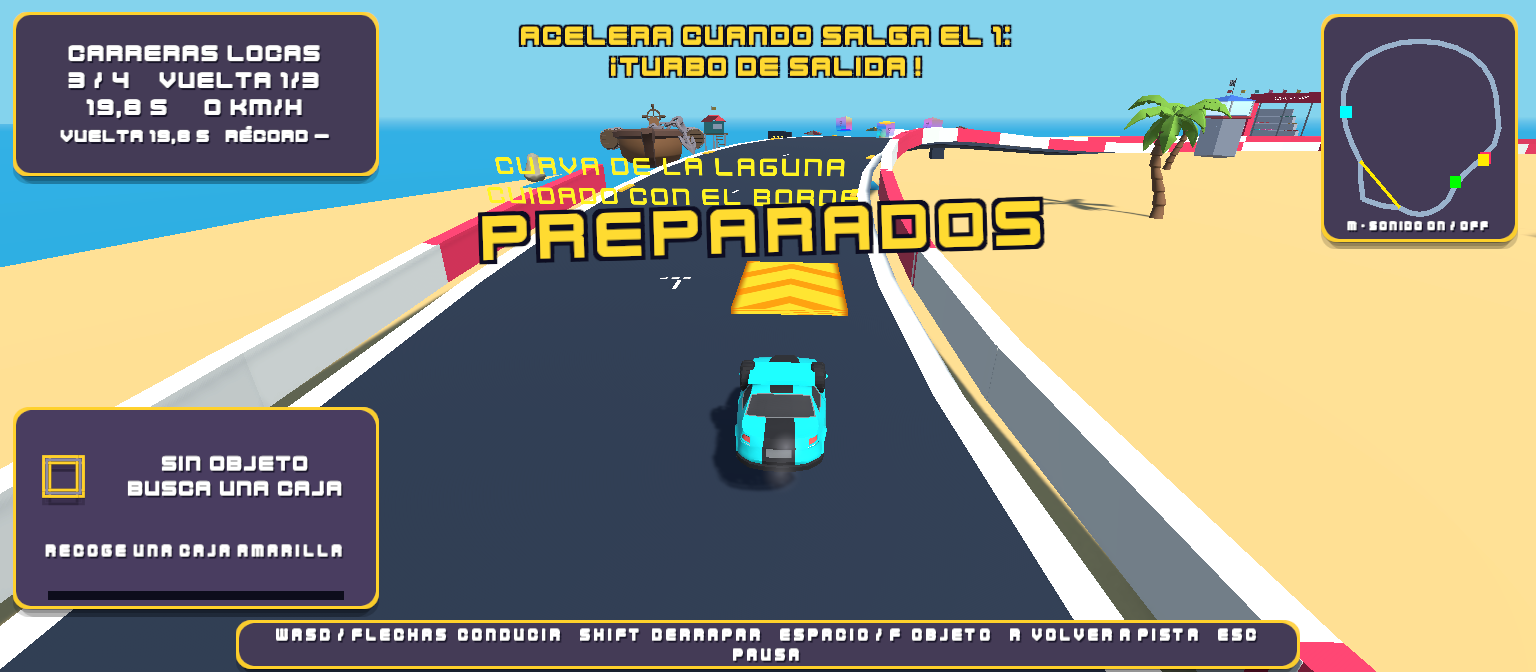 CARRERAS LOCAS
3 / 4 VUELTA 1/3
19,8 S 0 KM/H
VUELTA 19,8 S RÉCORD —
ACELERA CUANDO SALGA EL 1:
¡TURBO DE SALIDA!
M · SONIDO ON / OFF
CURVA DE LA LAGUNA
CUIDADO CON EL BORDE
PREPARADOS
SIN OBJETO
BUSCA UNA CAJA
RECOGE UNA CAJA AMARILLA
WASD / FLECHAS CONDUCIR SHIFT DERRAPAR ESPACIO / F OBJETO R VOLVER A PISTA ESC
PAUSA